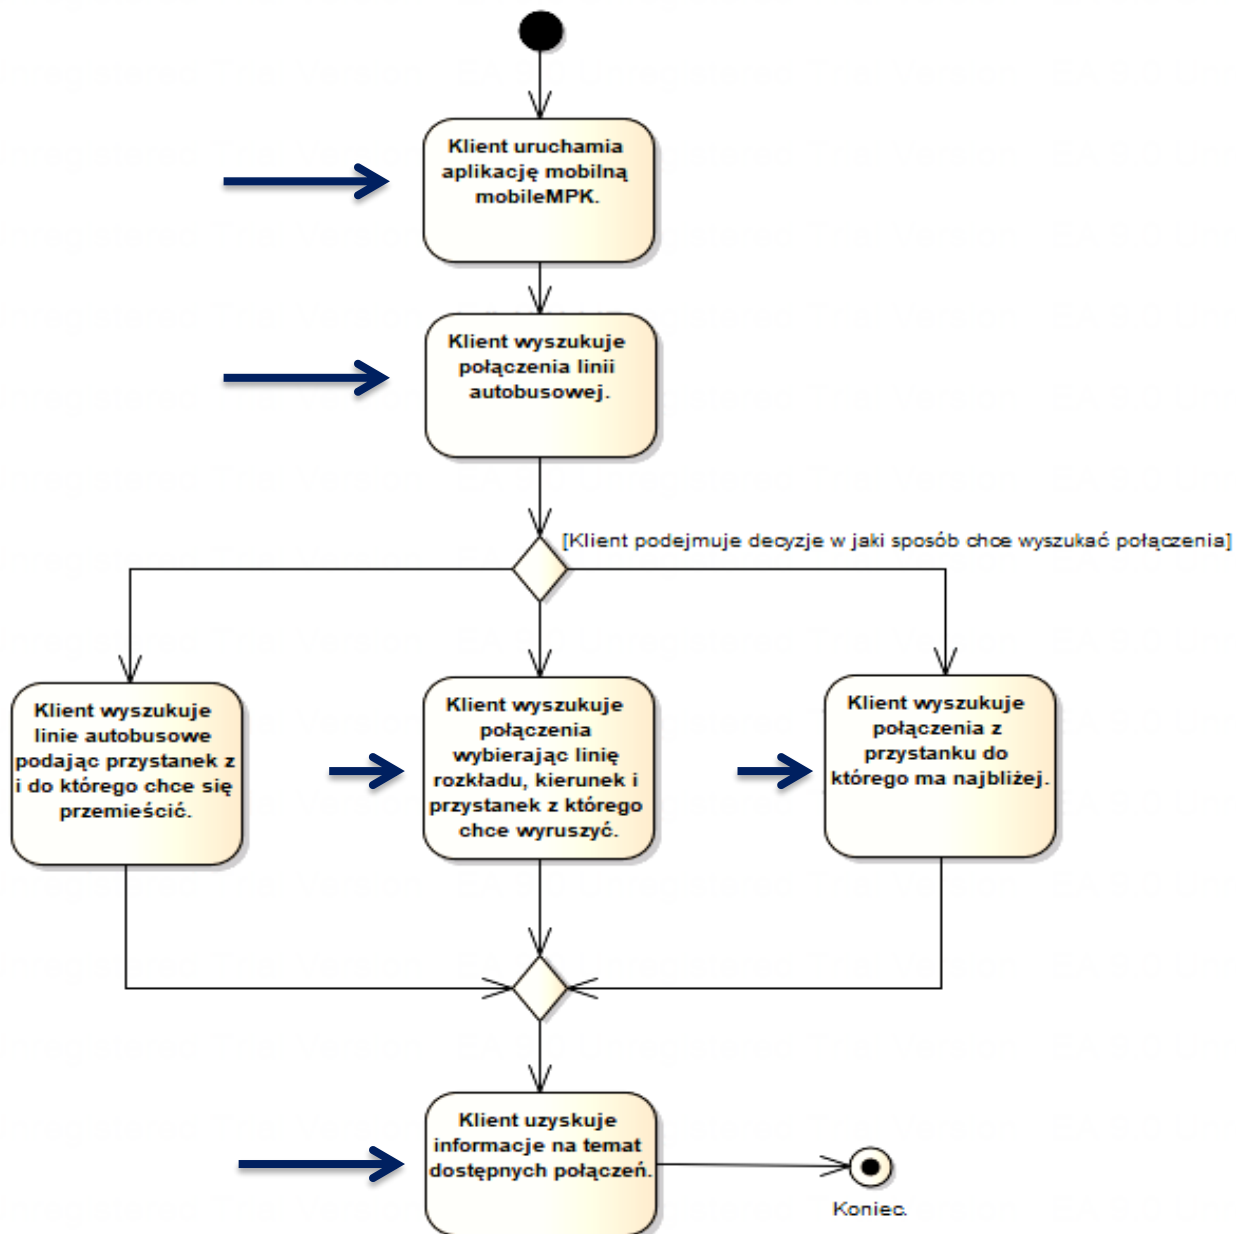 Klient uruchamia
aplikację mobilną
mobileMPK.
Klient wyszukuje
połączenia linii
autobusowej.
[Klient podejmuje decyzje w jaki sposób chce wyszukać połączenia]
Klient wyszukuje
linie autobusowe
podając przystanek z
i do którego chce się
przemieścić.
Klient wyszukuje
połączenia
wybierając linię
rozkładu, kierunek i
przystanek z którego
chce wyruszyć.
Klient wyszukuje
połączenia z
przystanku do
którego ma najbliżej.
Klient uzyskuje
informacje na temat
dostępnych połączeń.
Koniec.